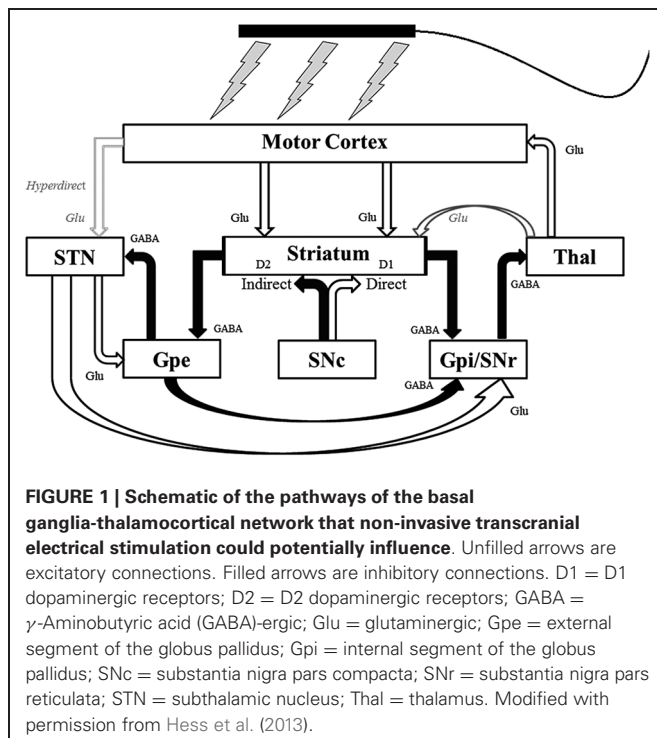 Motor Cortex
Hyperdirect
Glu
Glu
Glu
Glu
Glu
STN
GABA
Striatum
D2
D1
Thal
Indirect
Direct
GABA
GABA
GABA
Gpe
SNc
Gpi/SNr
Glu
GABA
Glu
FIGURE 1 | Schematic of the pathways of the basal
ganglia-thalamocortical network that non-invasive transcranial
electrical stimulation could potentially influence. Unfilled arrows are
excitatory connections. Filled arrows are inhibitory connections. D1 = D1
dopaminergic receptors; D2 = D2 dopaminergic receptors; GABA =
γ-Aminobutyric acid (GABA)-ergic; Glu = glutaminergic; Gpe = external
segment of the globus pallidus; Gpi = internal segment of the globus
pallidus; SNc = substantia nigra pars compacta; SNr = substantia nigra pars
reticulata; STN = subthalamic nucleus; Thal = thalamus. Modified with
permission from Hess et al. (2013).